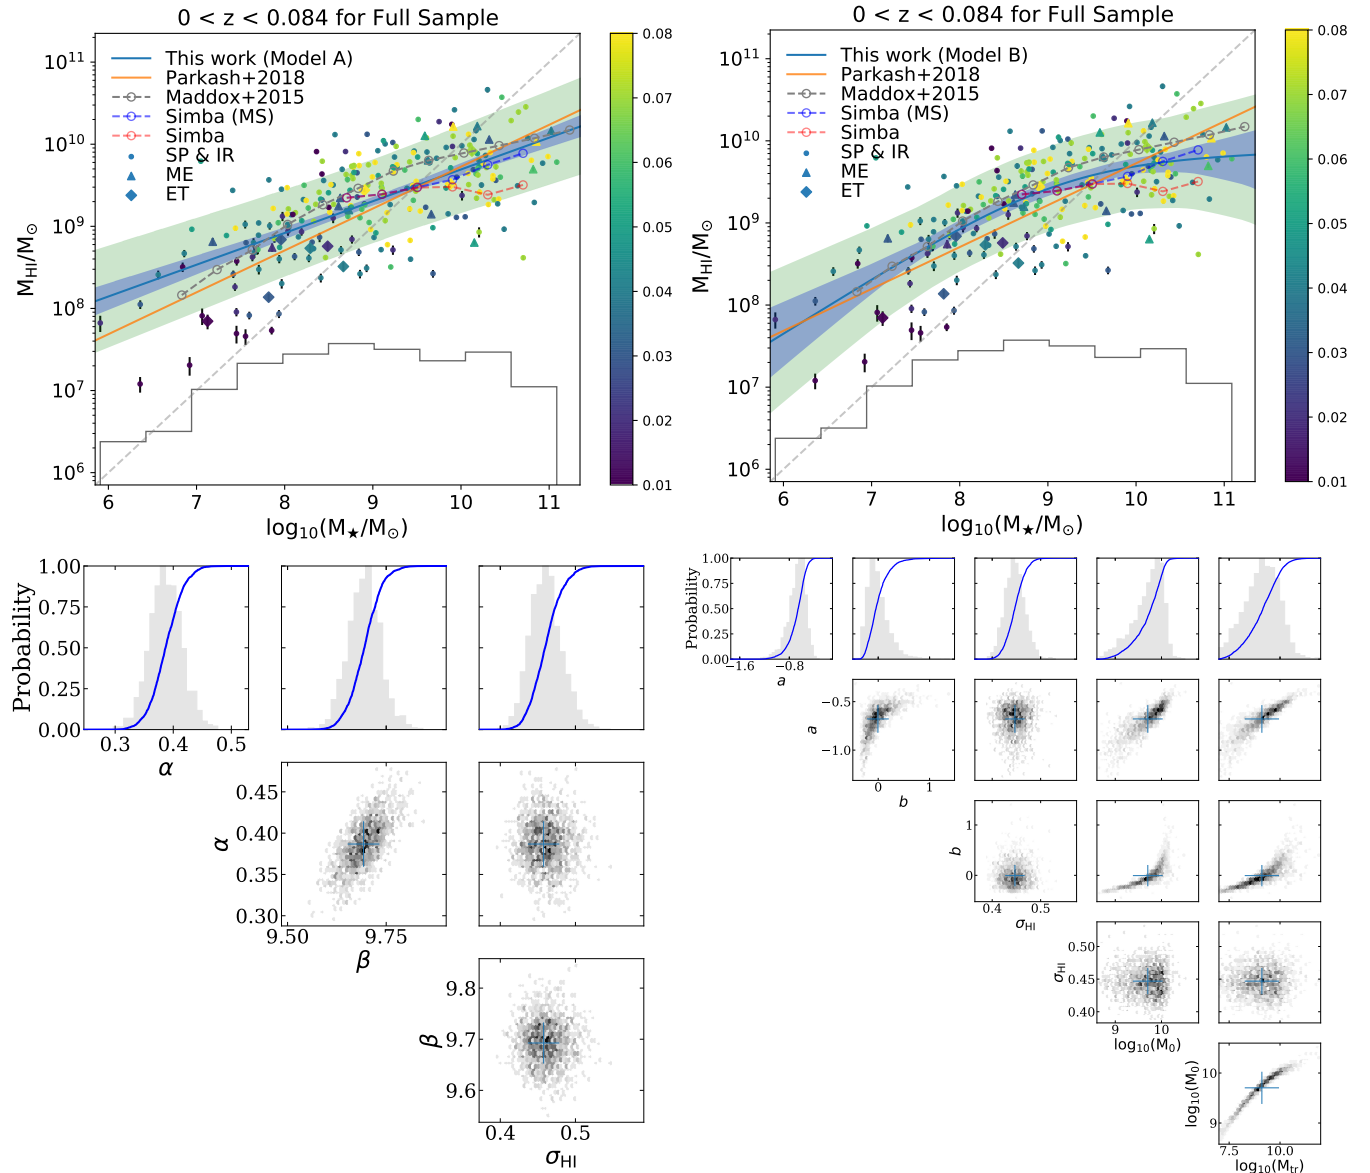 0 < z < 0.084 for Full Sample
10¹¹
10¹⁰
10⁹
10⁸
10⁷
10⁶
M_HI/M_⊙
This work (Model A)
Parkash+2018
Maddox+2015
Simba (MS)
Simba
SP & IR
ME
ET
6 7 8 9 10 11
log₁₀(M_★/M_⊙)
0.08
0.07
0.06
0.05
0.04
0.03
0.02
0.01
0 < z < 0.084 for Full Sample
10¹¹
10¹⁰
10⁹
10⁸
10⁷
10⁶
M_HI/M_⊙
This work (Model B)
Parkash+2018
Maddox+2015
Simba (MS)
Simba
SP & IR
ME
ET
6 7 8 9 10 11
log₁₀(M_★/M_⊙)
0.08
0.07
0.06
0.05
0.04
0.03
0.02
0.01
Probability
1.00
0.75
0.50
0.25
0.00
0.3 0.4 0.5
α
α
0.45
0.40
0.35
0.30
9.50 9.75
β
β
9.8
9.7
9.6
0.4 0.5
σ_HI
Probability
1.00
0.75
0.50
0.25
0.00
−1.6 −0.8
a
a
−0.5
−1.0
0 1
b
b
1
0
0.4 0.5
σ_HI
σ_HI
0.50
0.45
0.40
9 10
log₁₀(M₀)
log₁₀(M₀)
10
9
7.5 10.0
log₁₀(M_tr)